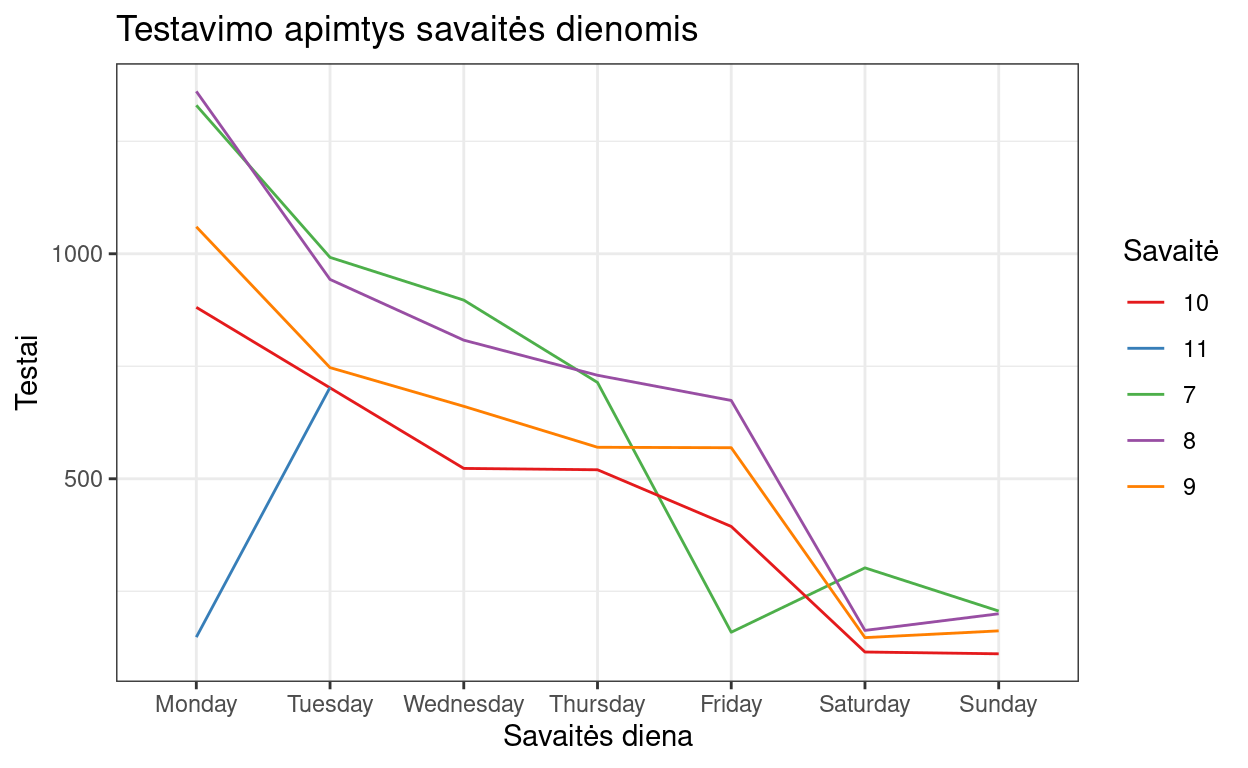 Testavimo apimtys savaitės dienomis
Testai
1000
500
Monday
Tuesday
Wednesday
Thursday
Friday
Saturday
Sunday
Savaitės diena
Savaitė
10
11
7
8
9